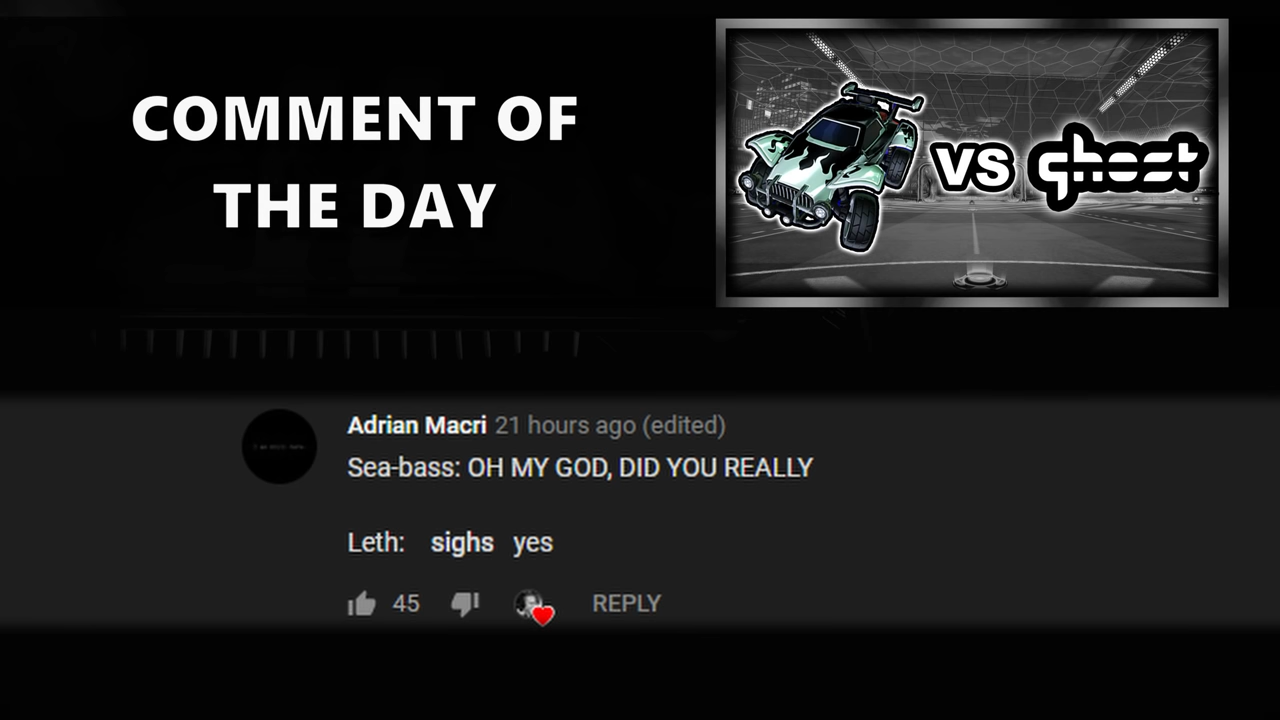 COMMENT OF
THE DAY
VS ghost
Adrian Macri 21 hours ago (edited)
Sea-bass: OH MY GOD, DID YOU REALLY
Leth: sighs yes
45 REPLY